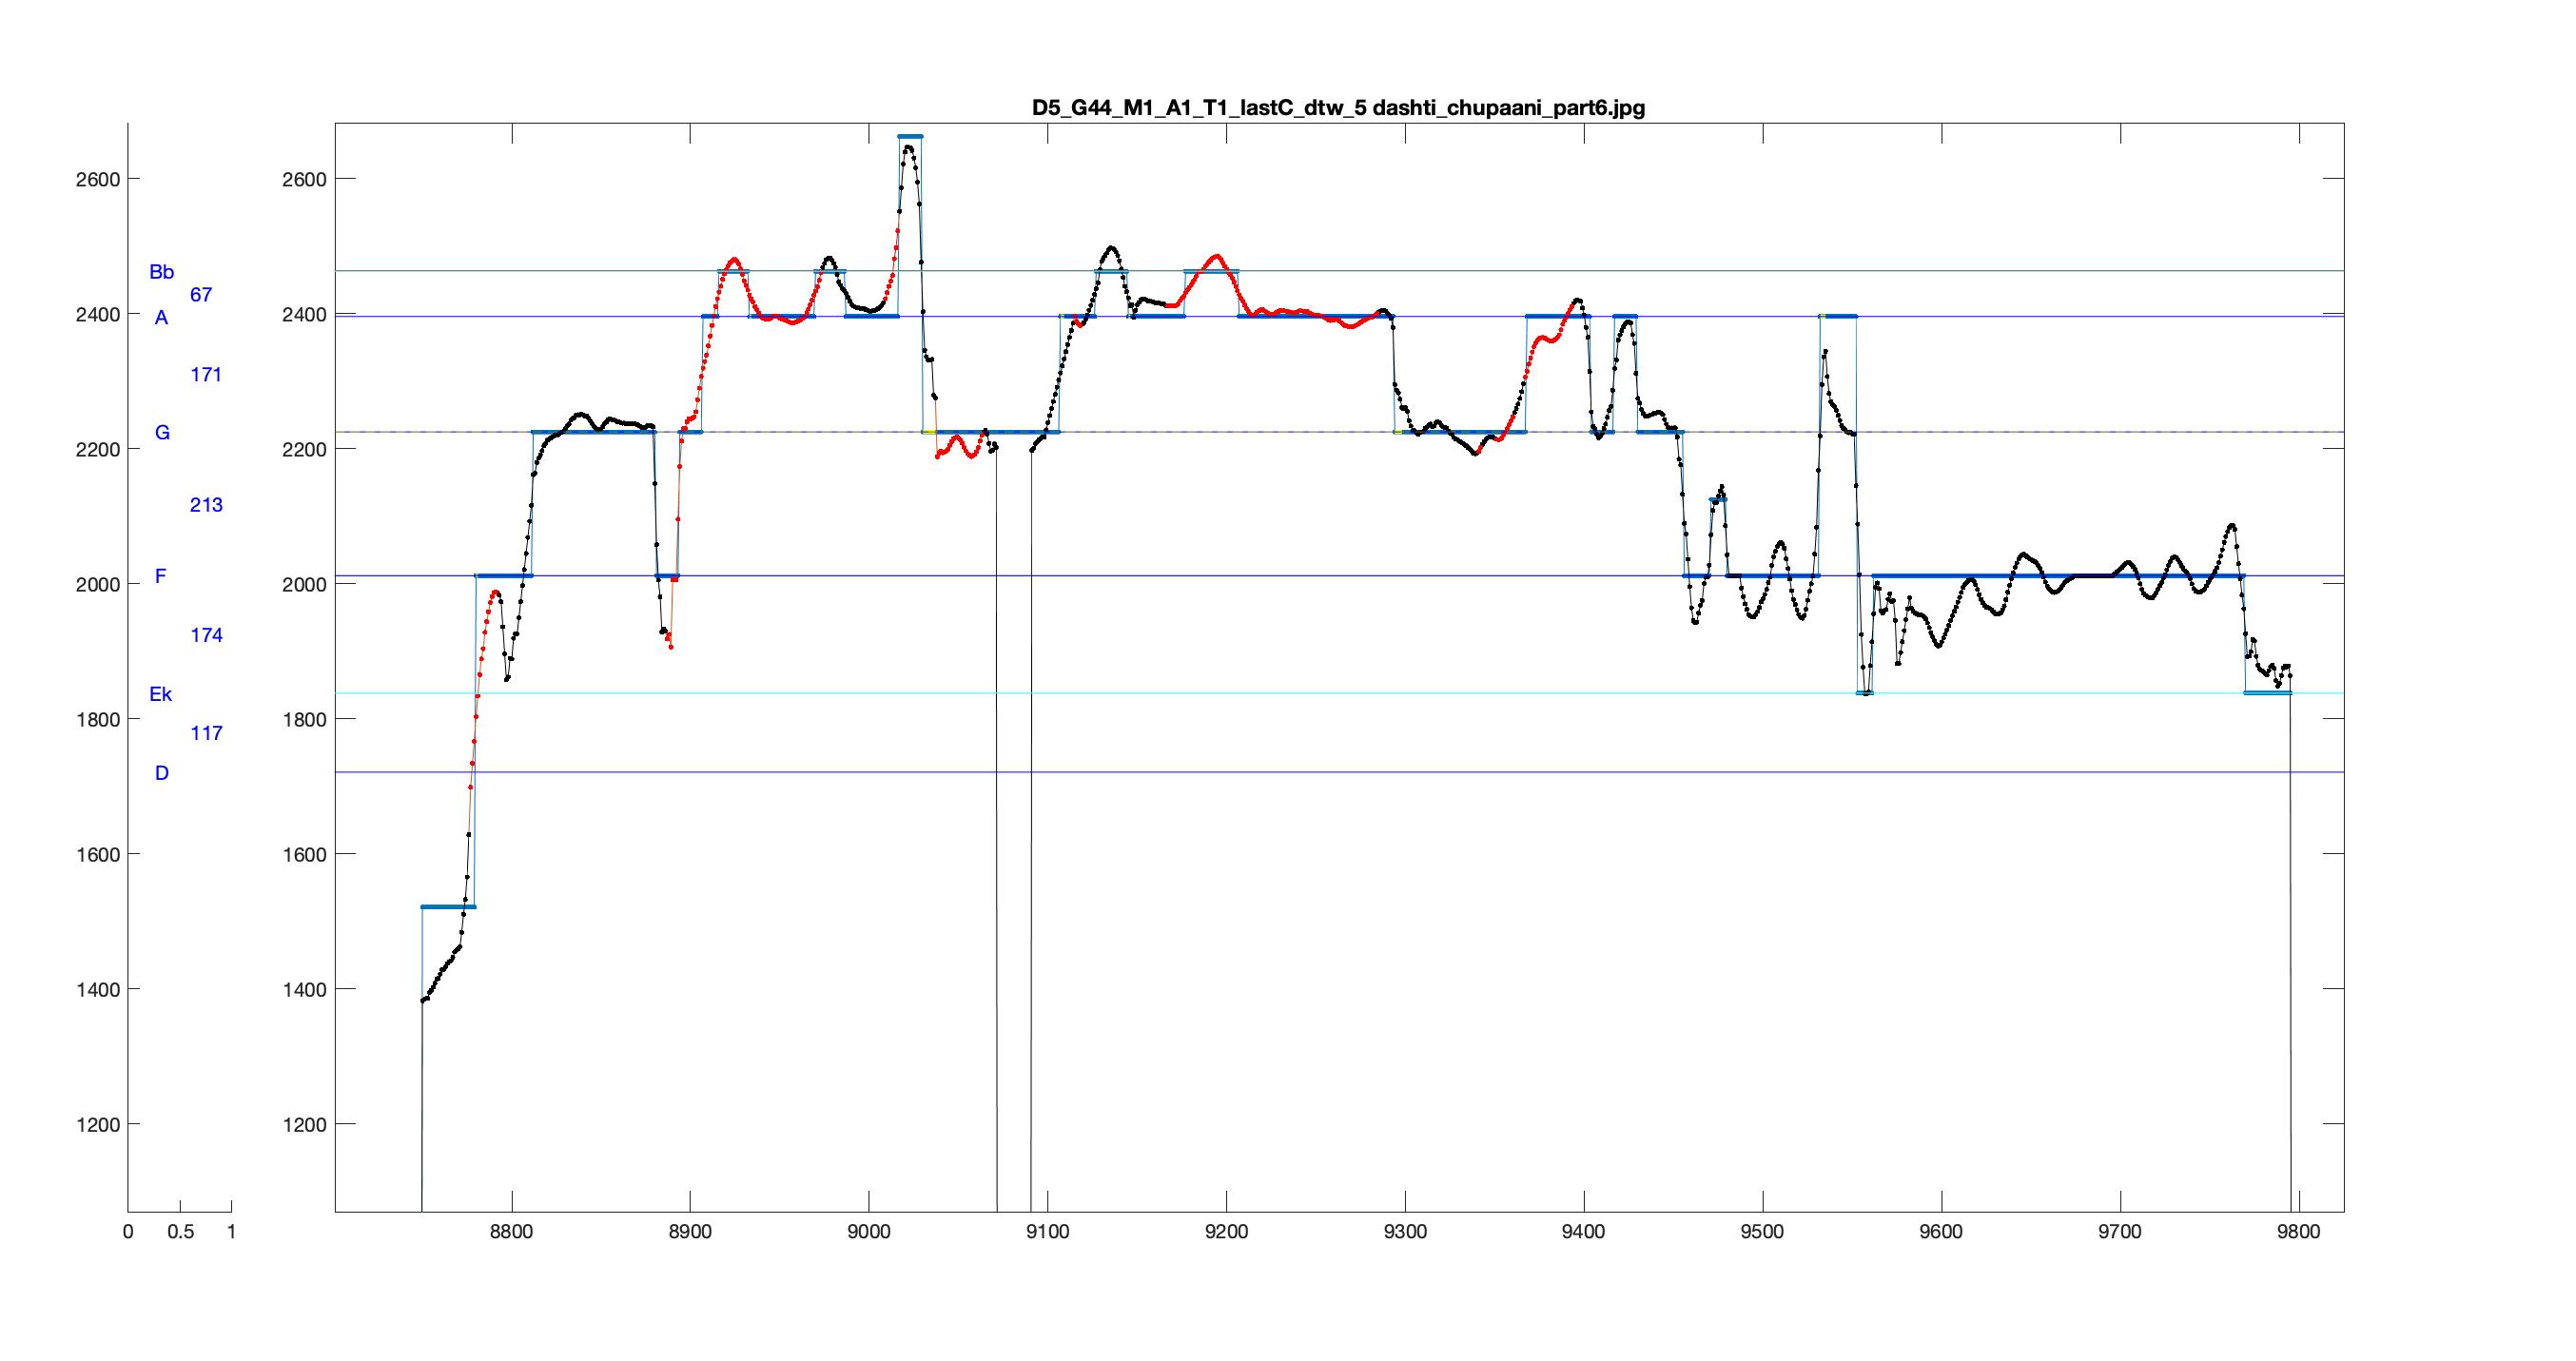 D5_G44_M1_A1_T1_lastC_dtw_5 dashti_chupaani_part6.jpg
2600 2600
Bb
67
2400 A 2400
171
G
2200 2200
213
F
2000 2000
174
Ek
1800 1800
117
D
1600 1600
1400 1400
1200 1200
0 0.5 1 8800 8900 9000 9100 9200 9300 9400 9500 9600 9700 9800